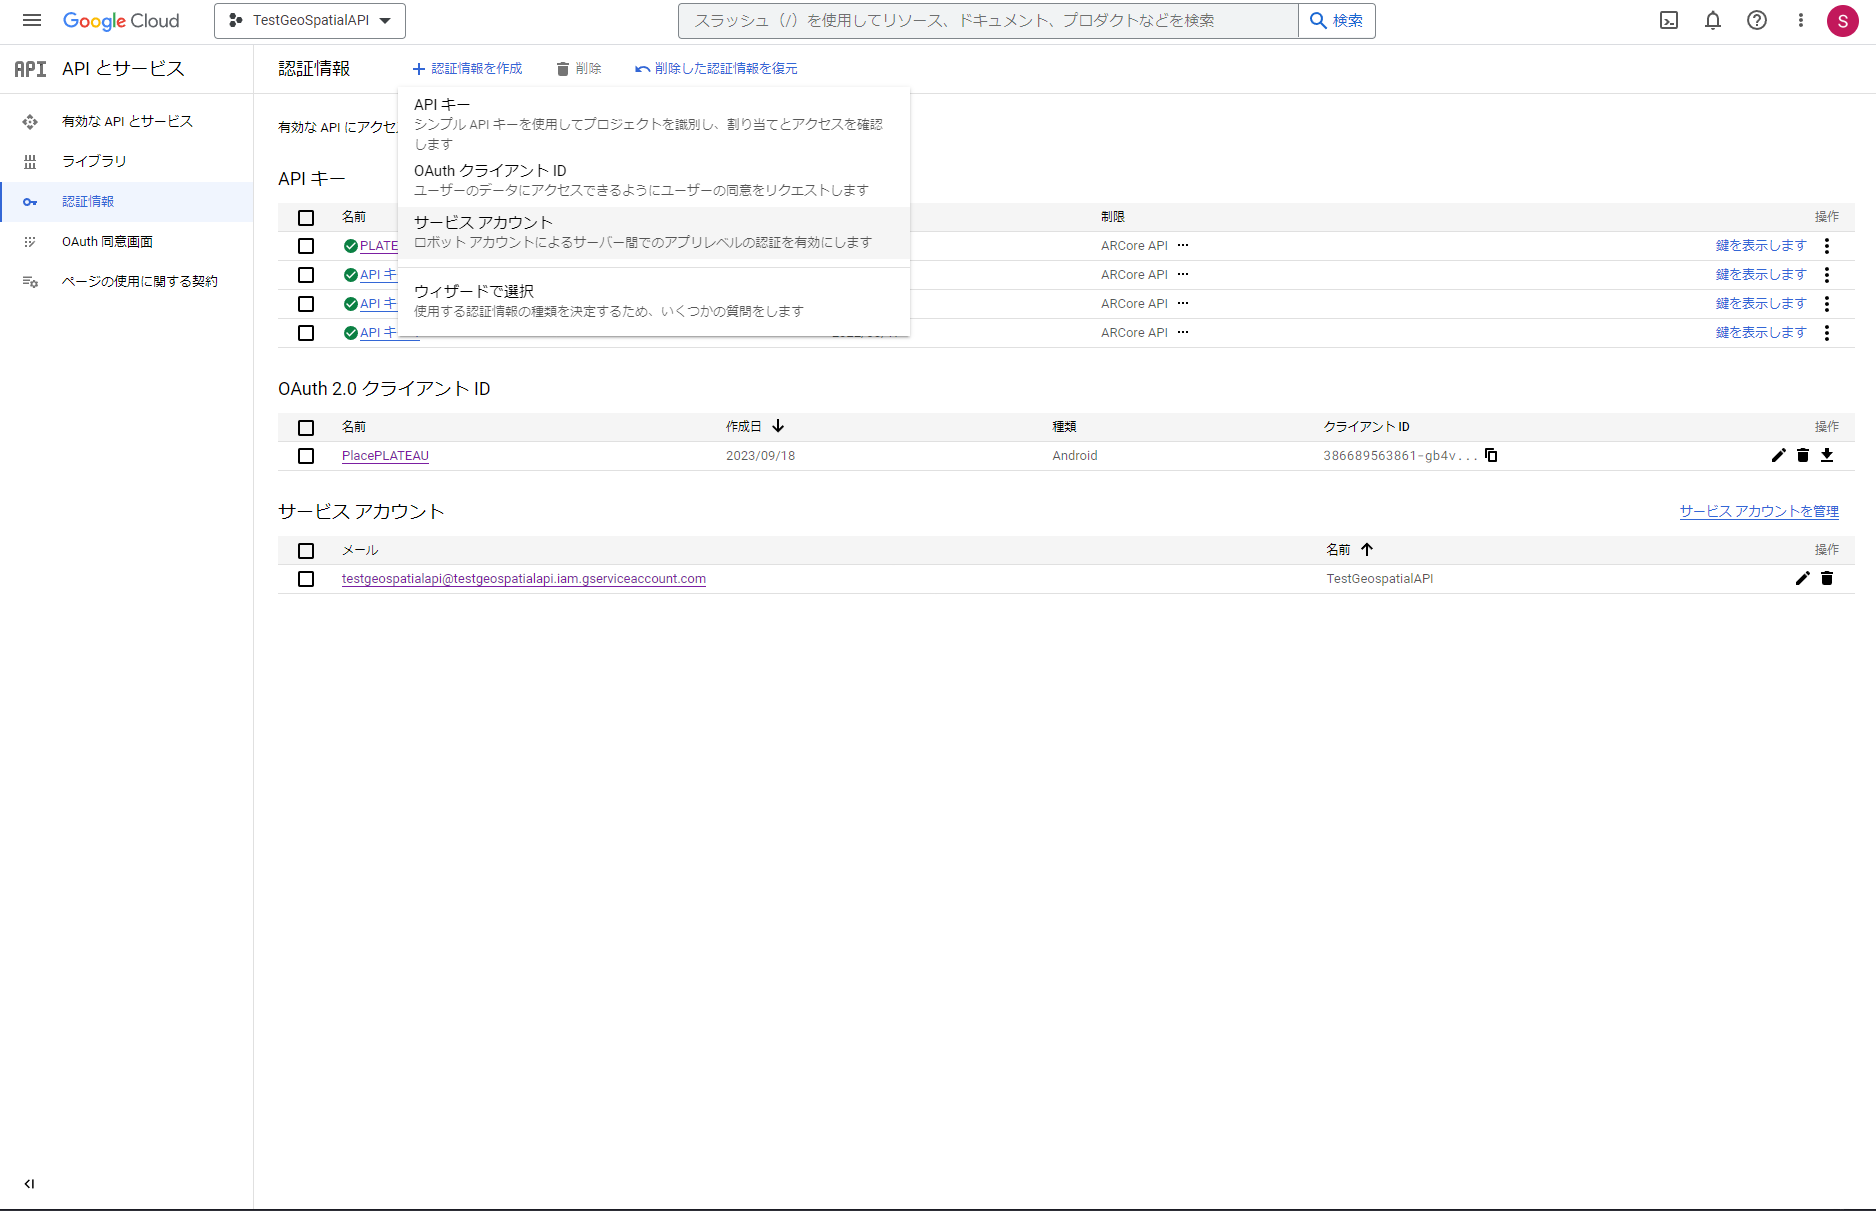 Google Cloud
TestGeoSpatialAPI
スラッシュ（/）を使用してリソース、ドキュメント、プロダクトなどを検索
検索
S
API APIとサービス
認証情報
認証情報を作成
削除
削除した認証情報を復元
有効な API とサービス
ライブラリ
認証情報
OAuth 同意画面
ページの使用に関する契約
有効な API にアクセ
API キー
シンプル API キーを使用してプロジェクトを識別し、割り当てとアクセスを確認
します
OAuth クライアント ID
ユーザーのデータにアクセスできるようにユーザーの同意をリクエストします
サービス アカウント
ロボット アカウントによるサーバー間でのアプリレベルの認証を有効にします
ウィザードで選択
使用する認証情報の種類を決定するため、いくつかの質問をします
API キー
名前 制限 操作
PLATE ARCore API 鍵を表示します
API キ ARCore API 鍵を表示します
API キ ARCore API 鍵を表示します
API キ ARCore API 鍵を表示します
OAuth 2.0 クライアント ID
名前 作成日 種類 クライアント ID 操作
PlacePLATEAU 2023/09/18 Android 386689563861-gb4v...
サービス アカウント サービス アカウントを管理
メール 名前 操作
testgeospatialapi@testgeospatialapi.iam.gserviceaccount.com TestGeospatialAPI